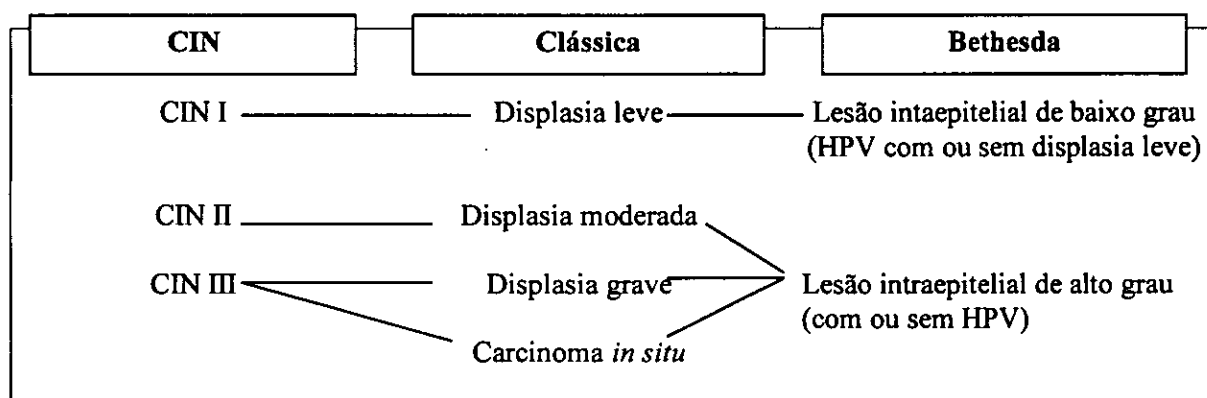 CIN Clássica Bethesda
CIN I Displasia leve Lesão intaepitelial de baixo grau
(HPV com ou sem displasia leve)
CIN II Displasia moderada
CIN III Displasia grave Lesão intraepitelial de alto grau
(com ou sem HPV)
Carcinoma in situ